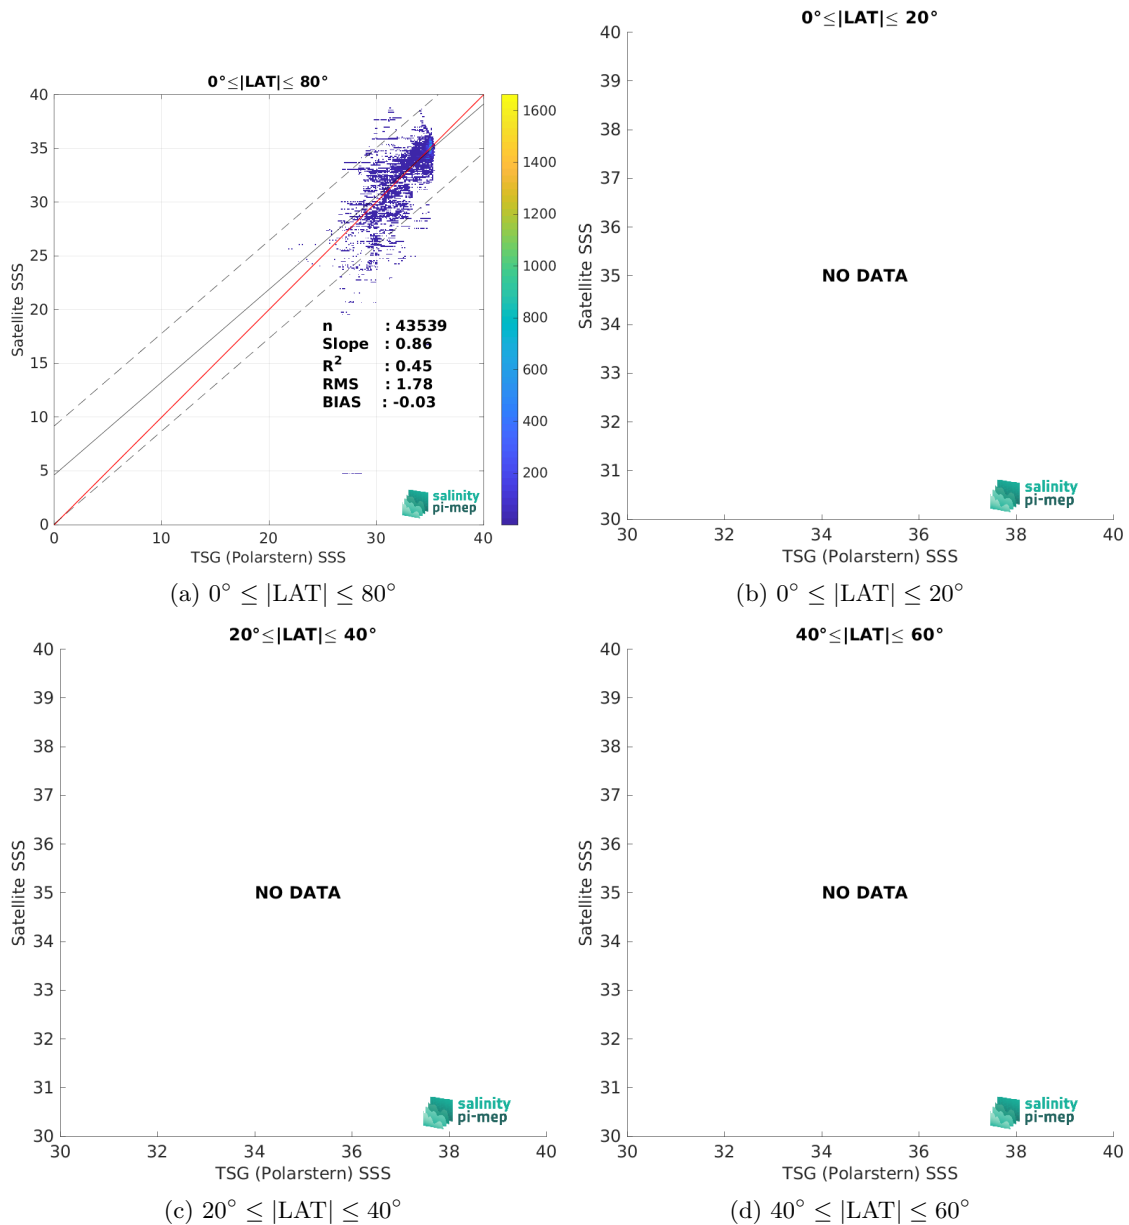 0°≤|LAT|≤ 80°
40
35
30
25
20
15
10
5
0
0
10
20
30
40
Satellite SSS
TSG (Polarstern) SSS
1600
1400
1200
1000
800
600
400
200
n : 43539
Slope : 0.86
R² : 0.45
RMS : 1.78
BIAS : -0.03
salinity
pi-mep
(a) 0° ≤ |LAT| ≤ 80°
0°≤|LAT|≤ 20°
40
39
38
37
36
35
34
33
32
31
30
30
32
34
36
38
40
Satellite SSS
NO DATA
TSG (Polarstern) SSS
salinity
pi-mep
(b) 0° ≤ |LAT| ≤ 20°
20°≤|LAT|≤ 40°
40
39
38
37
36
35
34
33
32
31
30
30
32
34
36
38
40
Satellite SSS
NO DATA
TSG (Polarstern) SSS
salinity
pi-mep
(c) 20° ≤ |LAT| ≤ 40°
40°≤|LAT|≤ 60°
40
39
38
37
36
35
34
33
32
31
30
30
32
34
36
38
40
Satellite SSS
NO DATA
TSG (Polarstern) SSS
salinity
pi-mep
(d) 40° ≤ |LAT| ≤ 60°